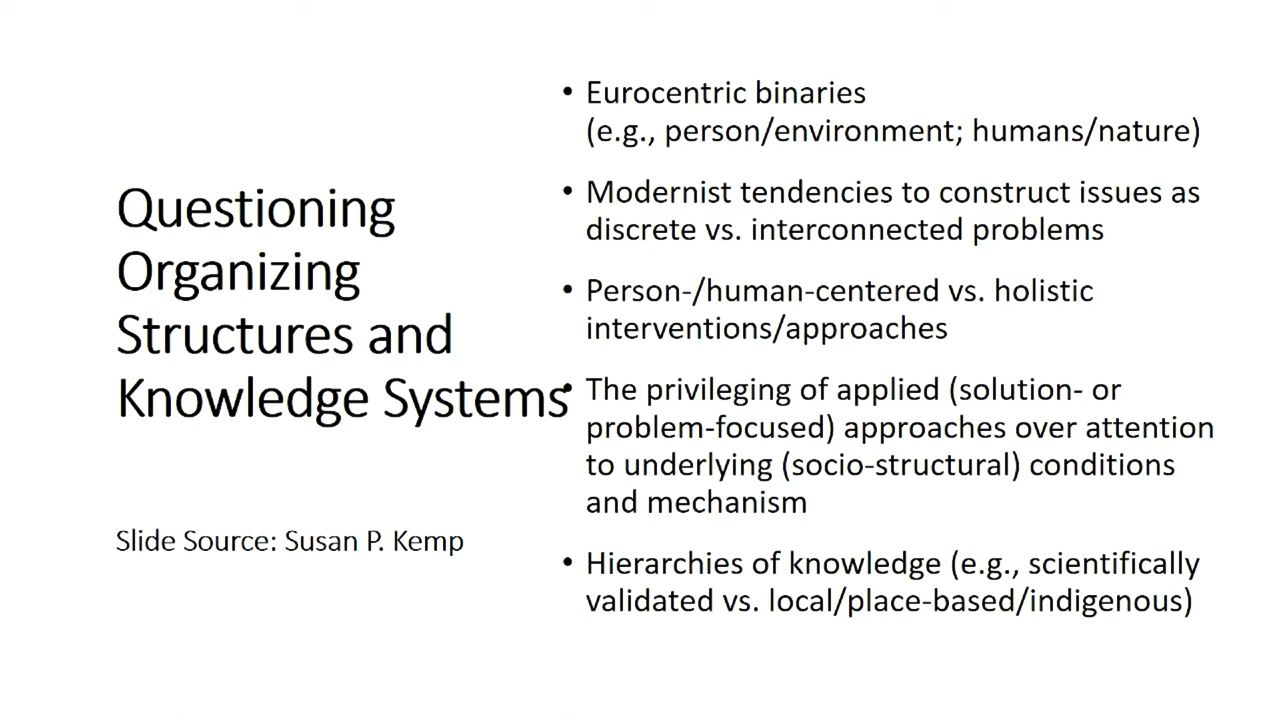 Questioning
Organizing
Structures and
Knowledge Systems
Slide Source: Susan P. Kemp
• Eurocentric binaries
(e.g., person/environment; humans/nature)
• Modernist tendencies to construct issues as
discrete vs. interconnected problems
• Person-/human-centered vs. holistic
interventions/approaches
• The privileging of applied (solution- or
problem-focused) approaches over attention
to underlying (socio-structural) conditions
and mechanism
• Hierarchies of knowledge (e.g., scientifically
validated vs. local/place-based/indigenous)